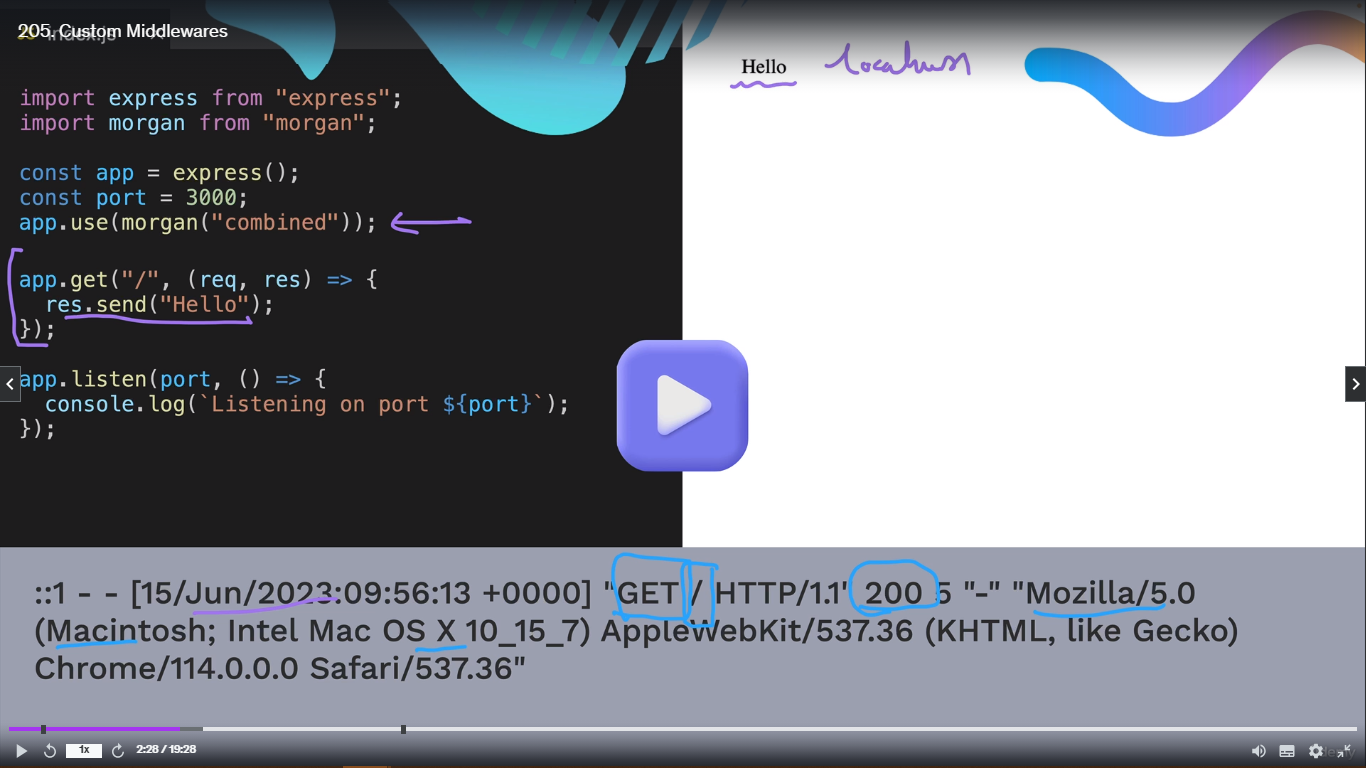 205. Custom Middlewares
index.js
import express from "express";
import morgan from "morgan";
const app = express();
const port = 3000;
app.use(morgan("combined"));
app.get("/", (req, res) => {
res.send("Hello");
});
app.listen(port, () => {
console.log(`Listening on port ${port}`);
});
Hello
::1 - - [15/Jun/2023:09:56:13 +0000] "GET / HTTP/1.1" 200 5 "-" "Mozilla/5.0
(Macintosh; Intel Mac OS X 10_15_7) AppleWebKit/537.36 (KHTML, like Gecko)
Chrome/114.0.0.0 Safari/537.36"
1x
2:28 / 19:28